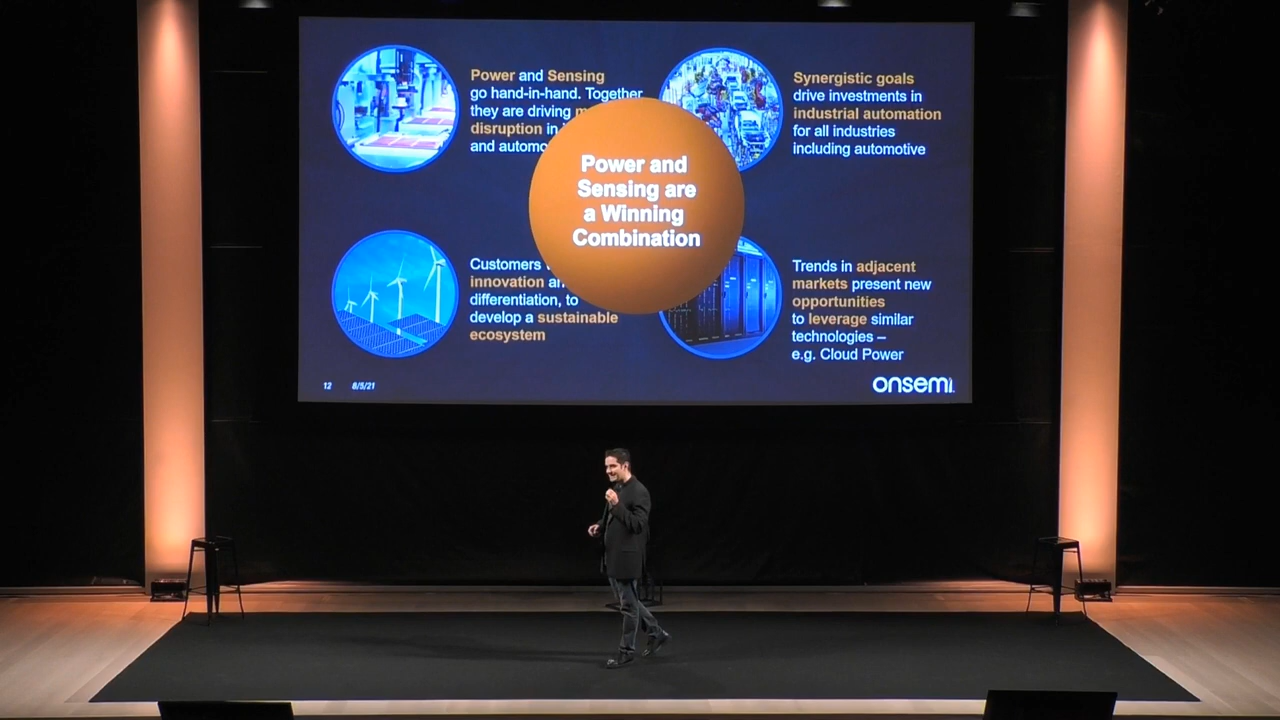 Power and Sensing
go hand-in-hand. Together
they are driving
disruption in
and
Synergistic goals
drive investments in
industrial automation
for all industries
including automotive
Power and
Sensing are
a Winning
Combination
Customers
innovation
differentiation, to
develop a sustainable
ecosystem
Trends in adjacent
markets present new
opportunities
to leverage similar
technologies –
e.g. Cloud Power
12 8/5/21
onsemi